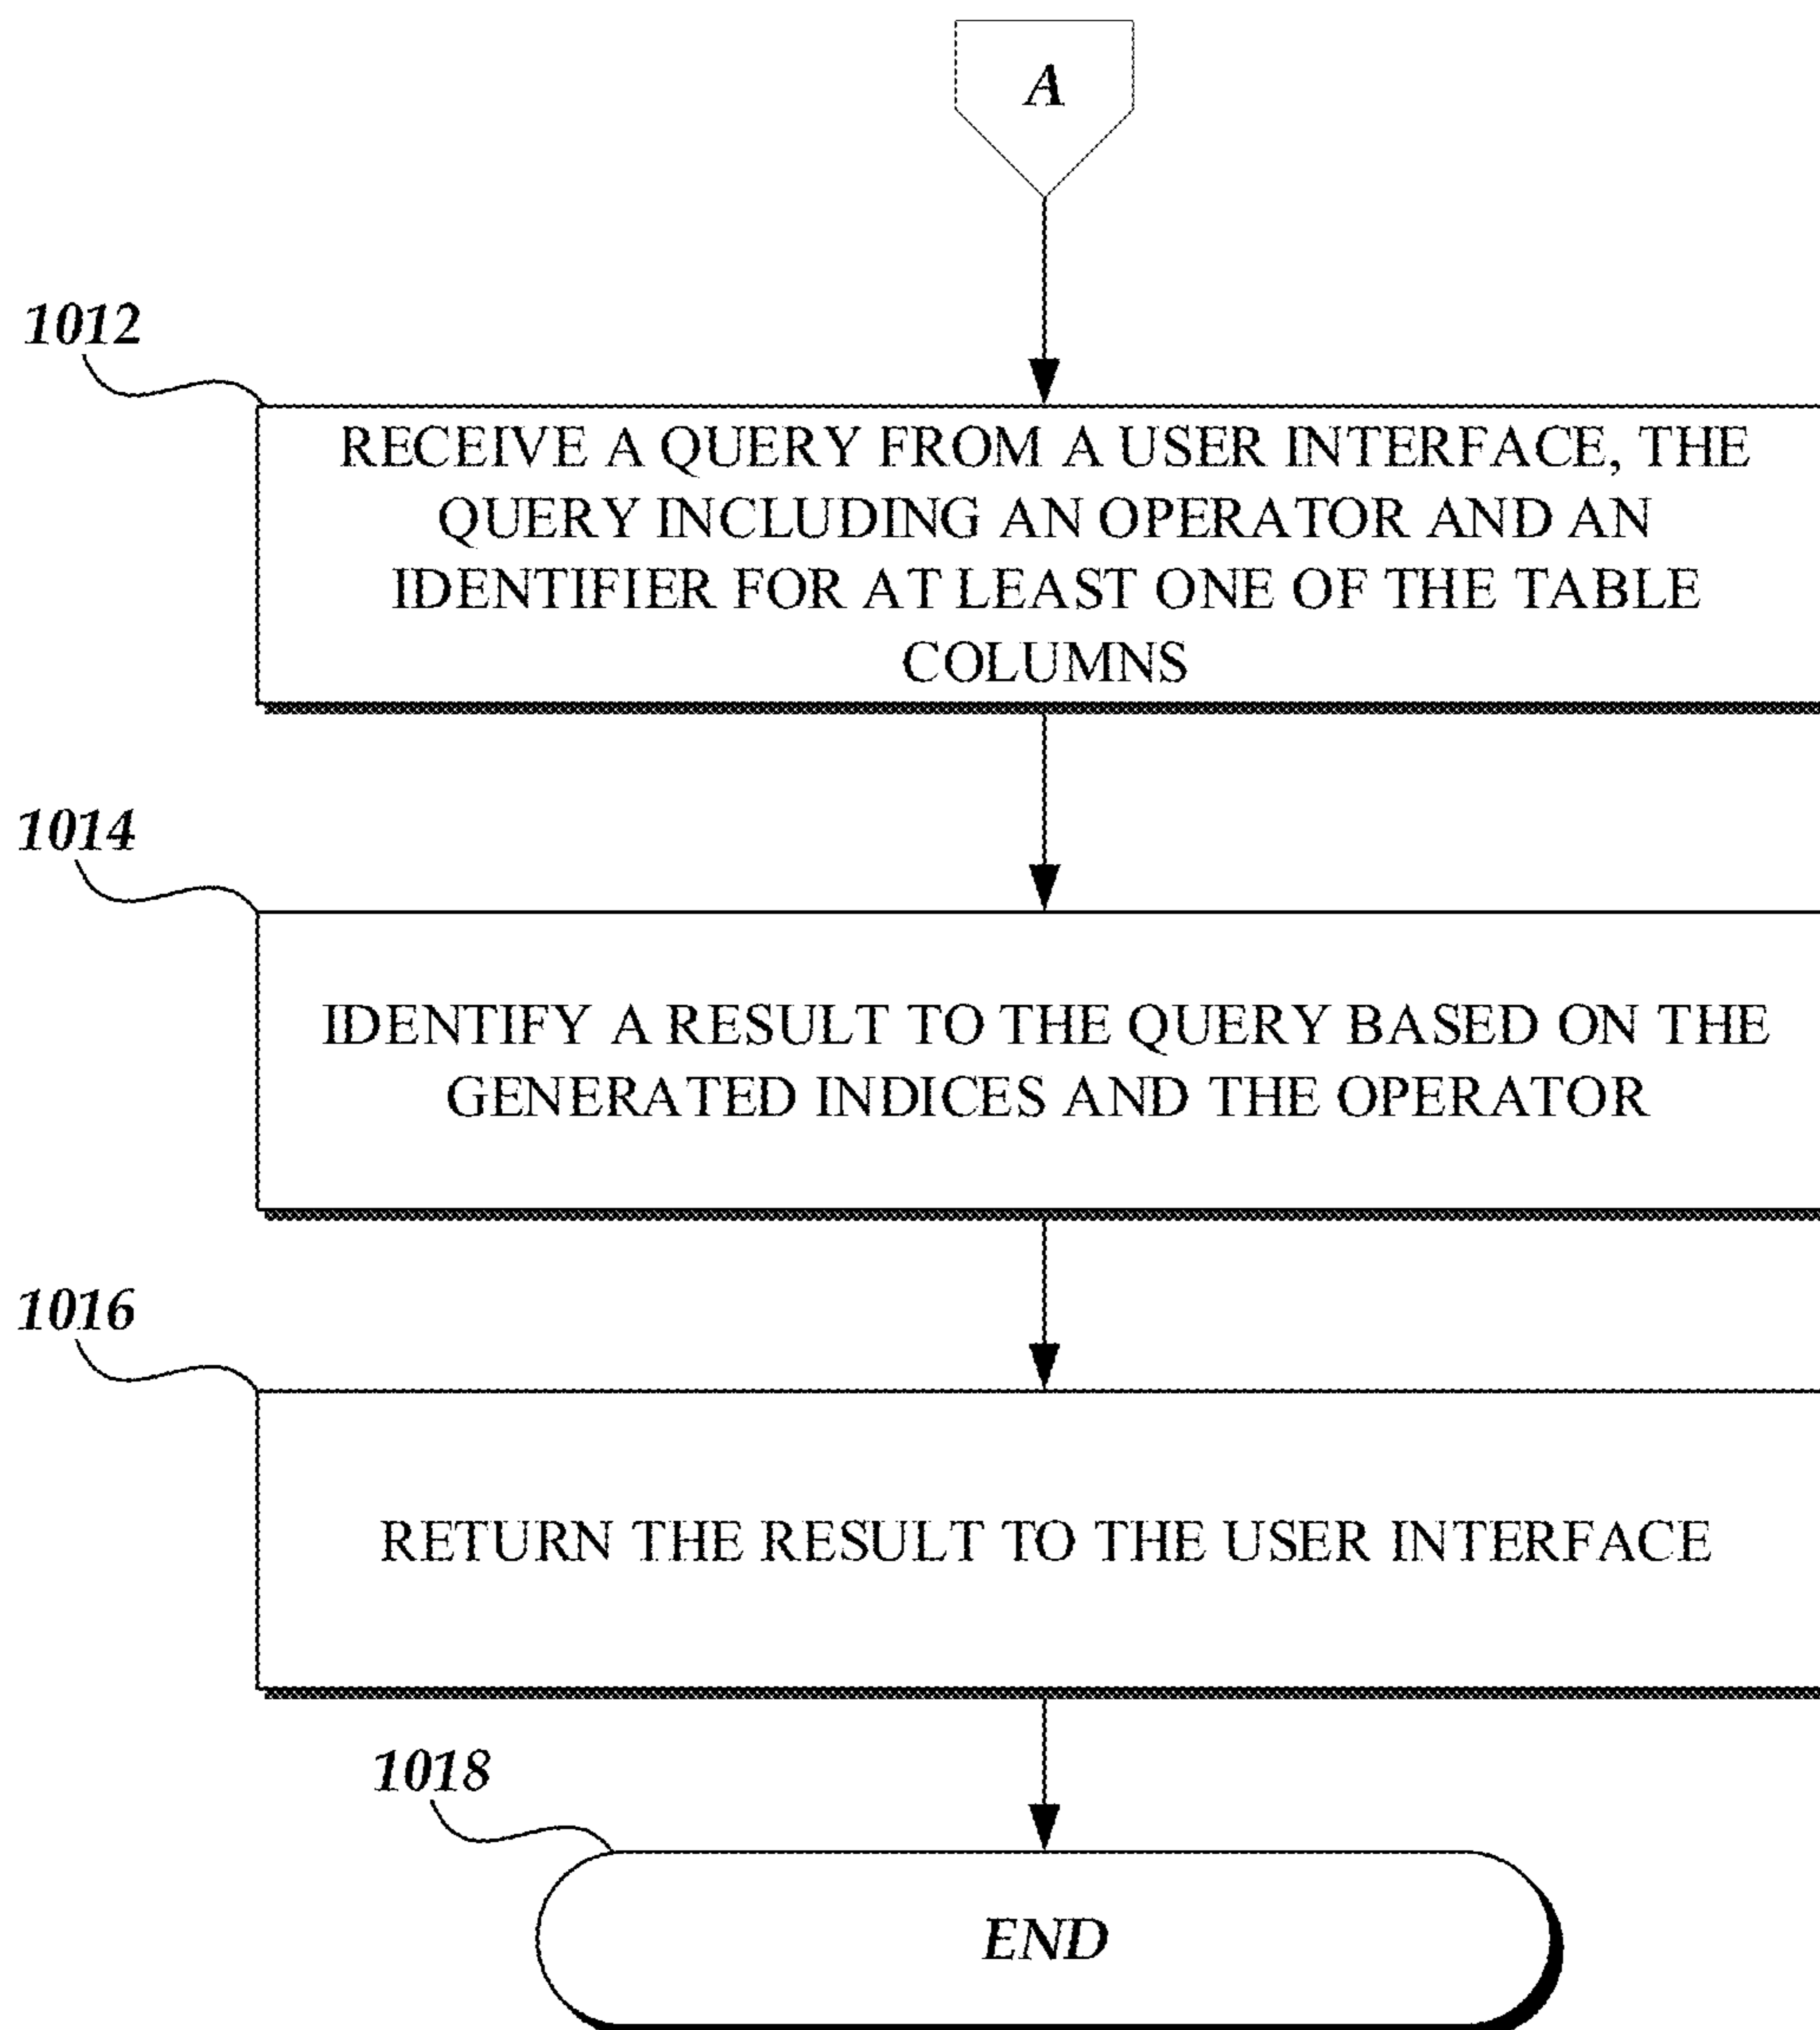 A
1012
RECEIVE A QUERY FROM A USER INTERFACE, THE
QUERY INCLUDING AN OPERATOR AND AN
IDENTIFIER FOR AT LEAST ONE OF THE TABLE
COLUMNS
1014
IDENTIFY A RESULT TO THE QUERY BASED ON THE
GENERATED INDICES AND THE OPERATOR
1016
RETURN THE RESULT TO THE USER INTERFACE
1018
END